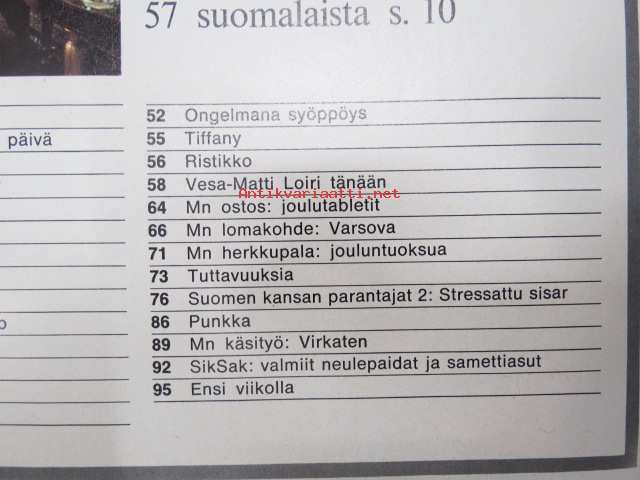 57 suomalaista s. 10
päivä
52 Ongelmana syöppöys
55 Tiffany
56 Ristikko
58 Vesa-Matti Loiri tänään
Antikvariaatti.net
64 Mn ostos: joulutabletit
66 Mn lomakohde: Varsova
71 Mn herkkupala: jouluntuoksua
73 Tuttavuuksia
76 Suomen kansan parantajat 2: Stressattu sisar
86 Punkka
89 Mn käsityö: Virkaten
92 SikSak: valmiit neulepaidat ja samettiasut
95 Ensi viikolla